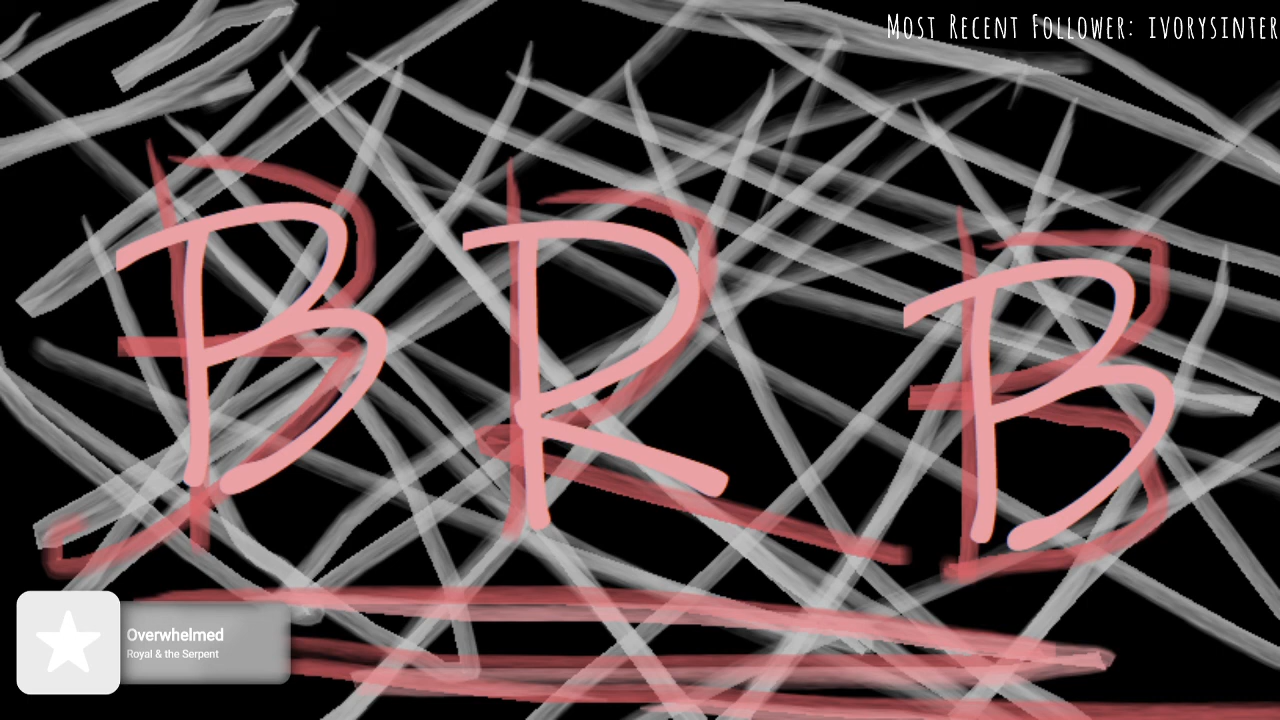 Most Recent Follower: ivorysinter
BRB
Overwhelmed
Royal & the Serpent